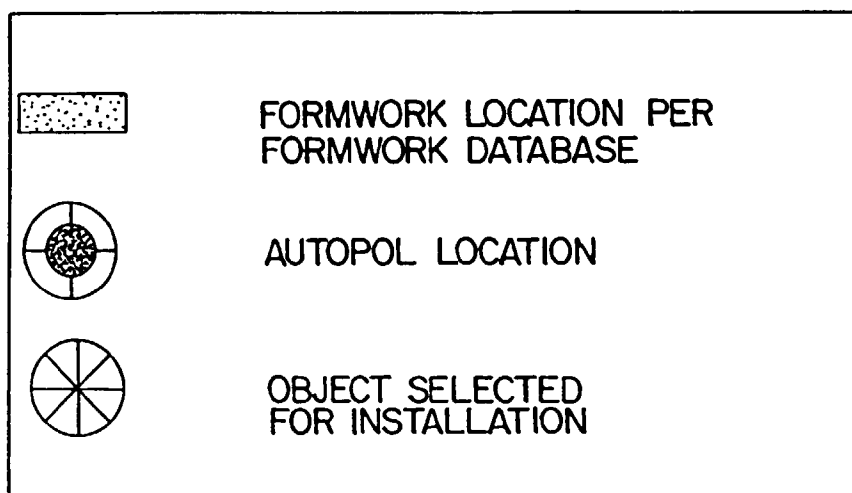 FORMWORK LOCATION PER
FORMWORK DATABASE
AUTOPOL LOCATION
OBJECT SELECTED
FOR INSTALLATION